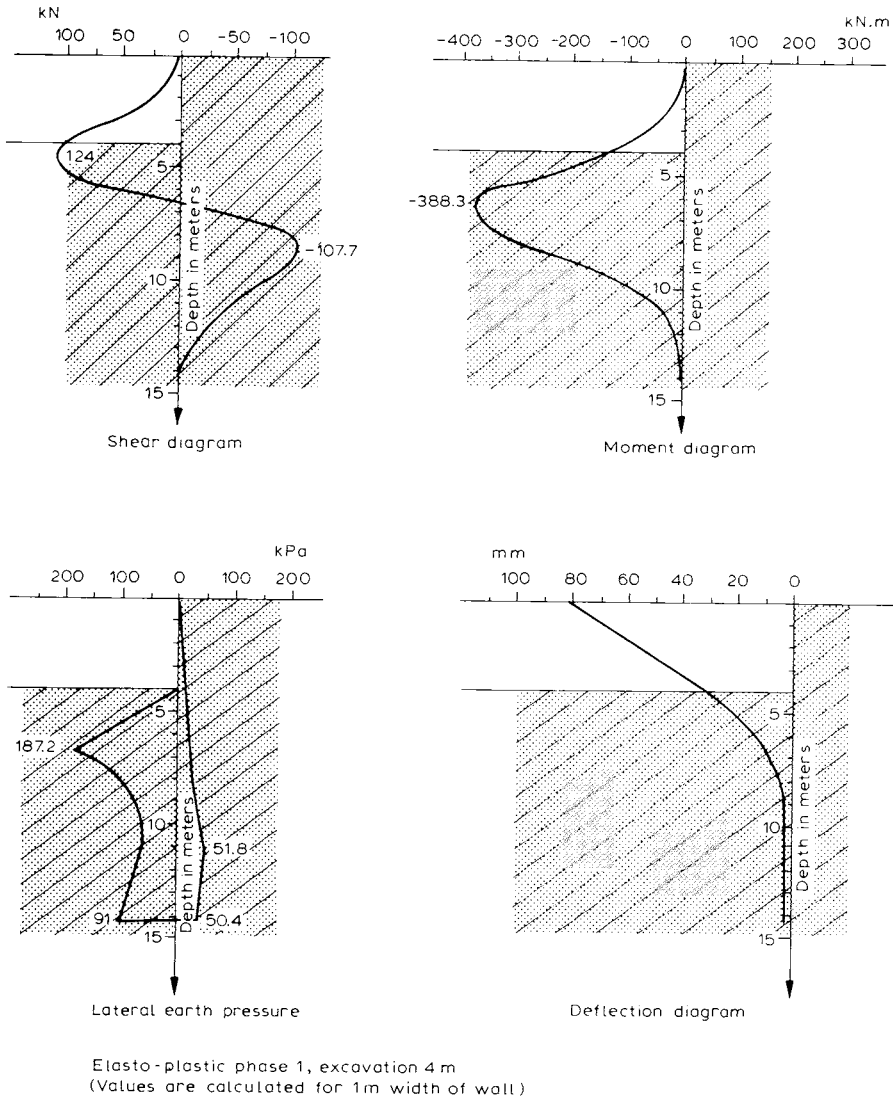 kN
100 50 0 -50 -100
124
5
-107.7
10
15
Depth in meters
Shear diagram
kN.m
-400 -300 -200 -100 0 100 200 300
5
-388.3
10
15
Depth in meters
Moment diagram
kPa
200 100 0 100 200
5
187.2
10
51.8
91
50.4
15
Depth in meters
Lateral earth pressure
mm
100 80 60 40 20 0
5
10
15
Depth in meters
Deflection diagram
Elasto-plastic phase 1, excavation 4 m
(Values are calculated for 1m width of wall)